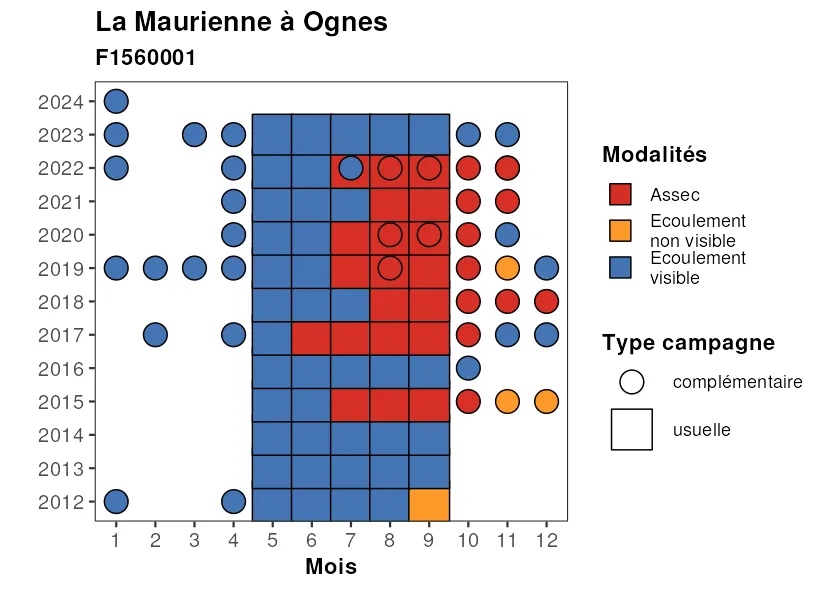 La Maurienne à Ognes
F1560001
2024
2023
2022
2021
2020
2019
2018
2017
2016
2015
2014
2013
2012
1 2 3 4 5 6 7 8 9 10 11 12
Mois
Modalités
Assec
Ecoulement
non visible
Ecoulement
visible
Type campagne
complémentaire
usuelle